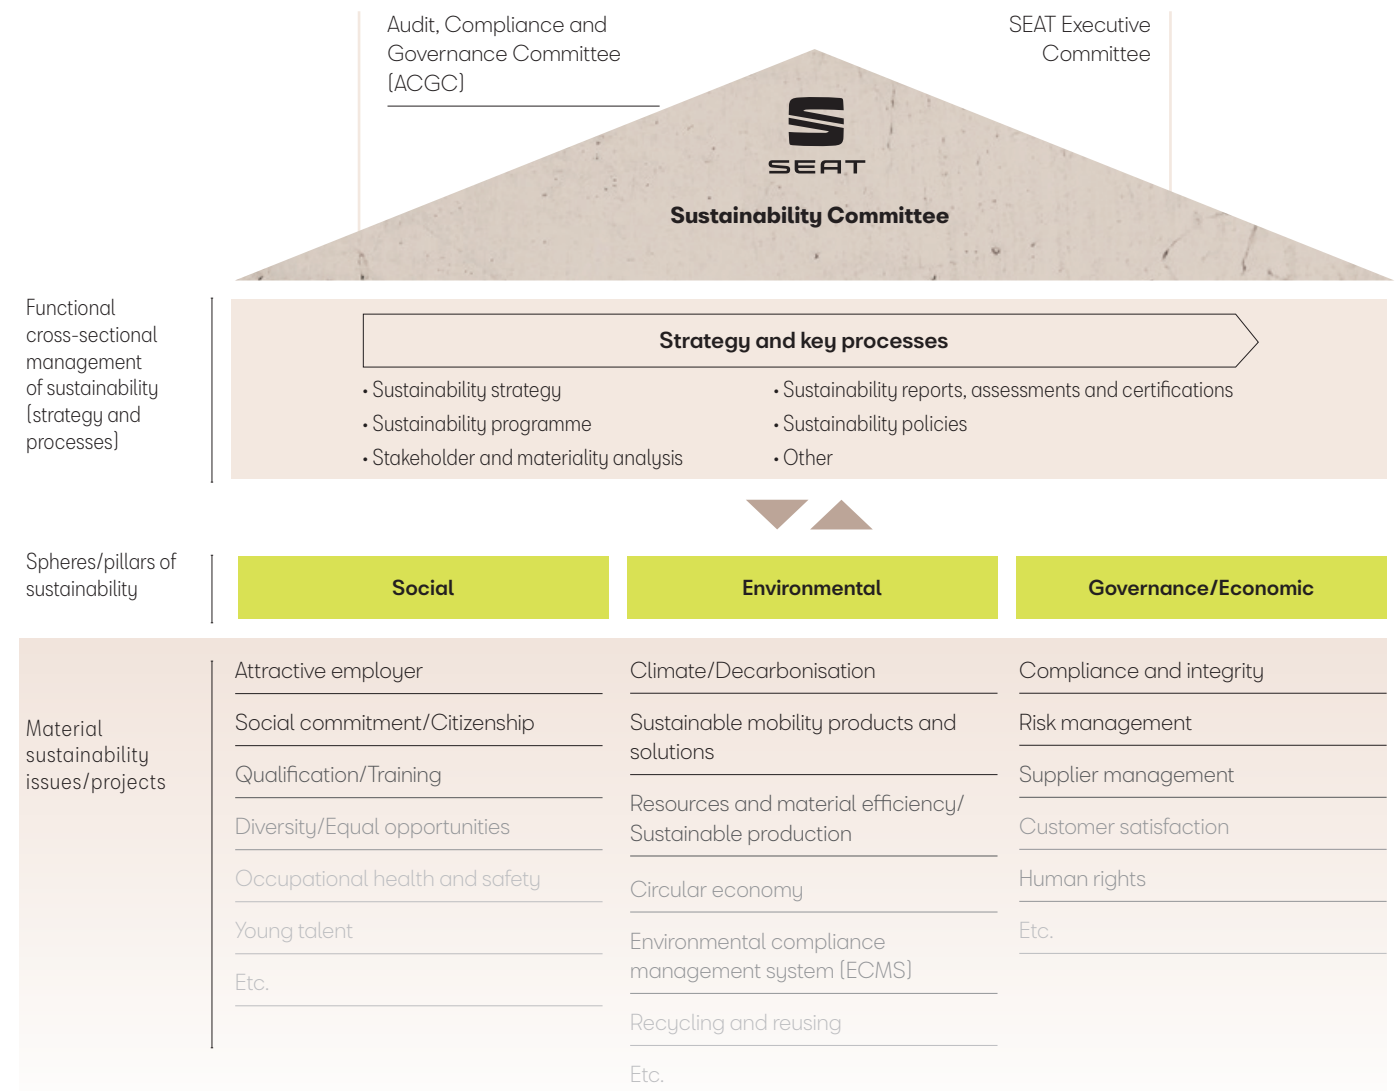 Audit, Compliance and
Governance Committee
(ACGC)
SEAT Executive
Committee
SEAT
Sustainability Committee
Functional
cross-sectional
management
of sustainability
(strategy and
processes)
Strategy and key processes
• Sustainability strategy
• Sustainability programme
• Stakeholder and materiality analysis
• Sustainability reports, assessments and certifications
• Sustainability policies
• Other
Spheres/pillars of
sustainability
Social
Environmental
Governance/Economic
Material
sustainability
issues/projects
Attractive employer
Social commitment/Citizenship
Qualification/Training
Diversity/Equal opportunities
Occupational health and safety
Young talent
Etc.
Climate/Decarbonisation
Sustainable mobility products and
solutions
Resources and material efficiency/
Sustainable production
Circular economy
Environmental compliance
management system (ECMS)
Recycling and reusing
Etc.
Compliance and integrity
Risk management
Supplier management
Customer satisfaction
Human rights
Etc.